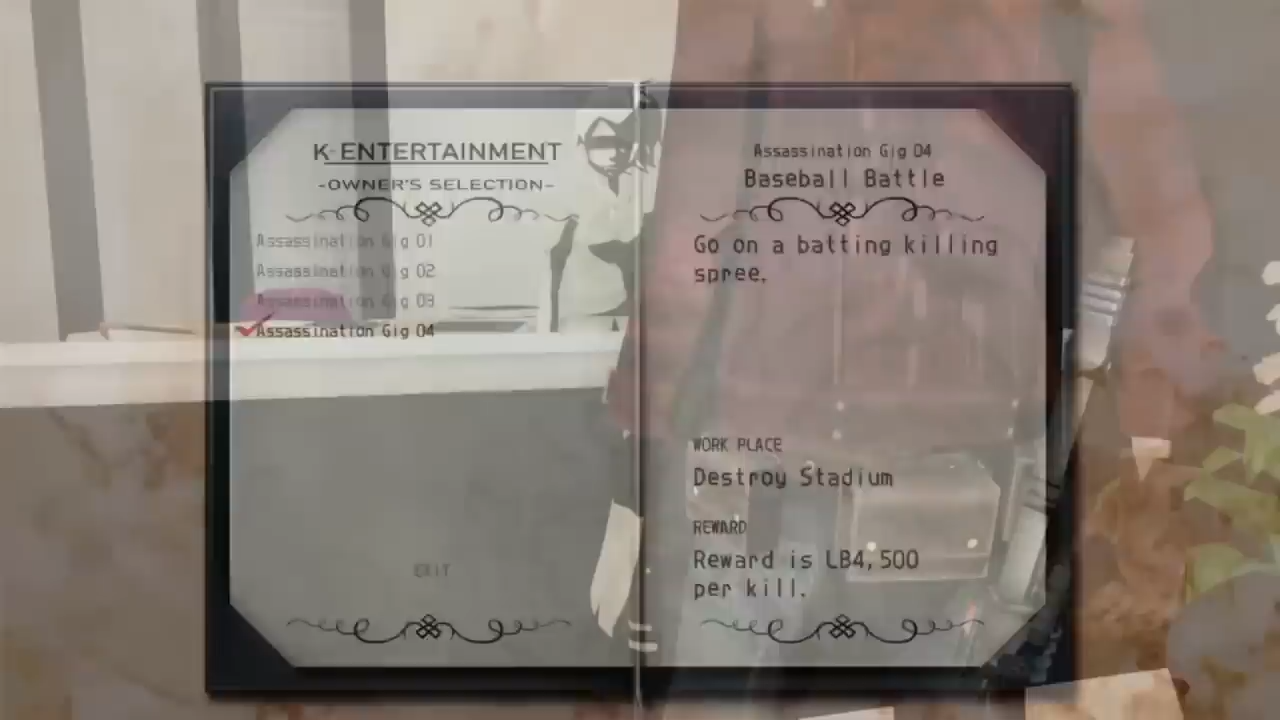 K-ENTERTAINMENT
-OWNER'S SELECTION-
Assassination Gig 01
Assassination Gig 02
Assassination Gig 03
Assassination Gig 04
EXIT
Assassination Gig 04
Baseball Battle
Go on a batting killing
spree.
WORK PLACE
Destroy Stadium
REWARD
Reward is LB4,500
per kill.